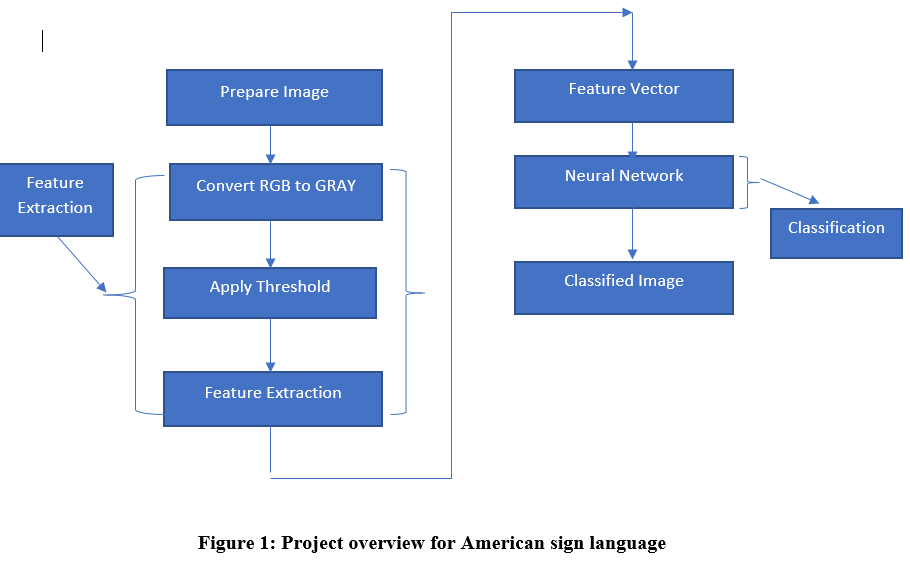 Prepare Image
Feature
Extraction
Convert RGB to GRAY
Apply Threshold
Feature Extraction
Feature Vector
Neural Network
Classification
Classified Image
Figure 1: Project overview for American sign language